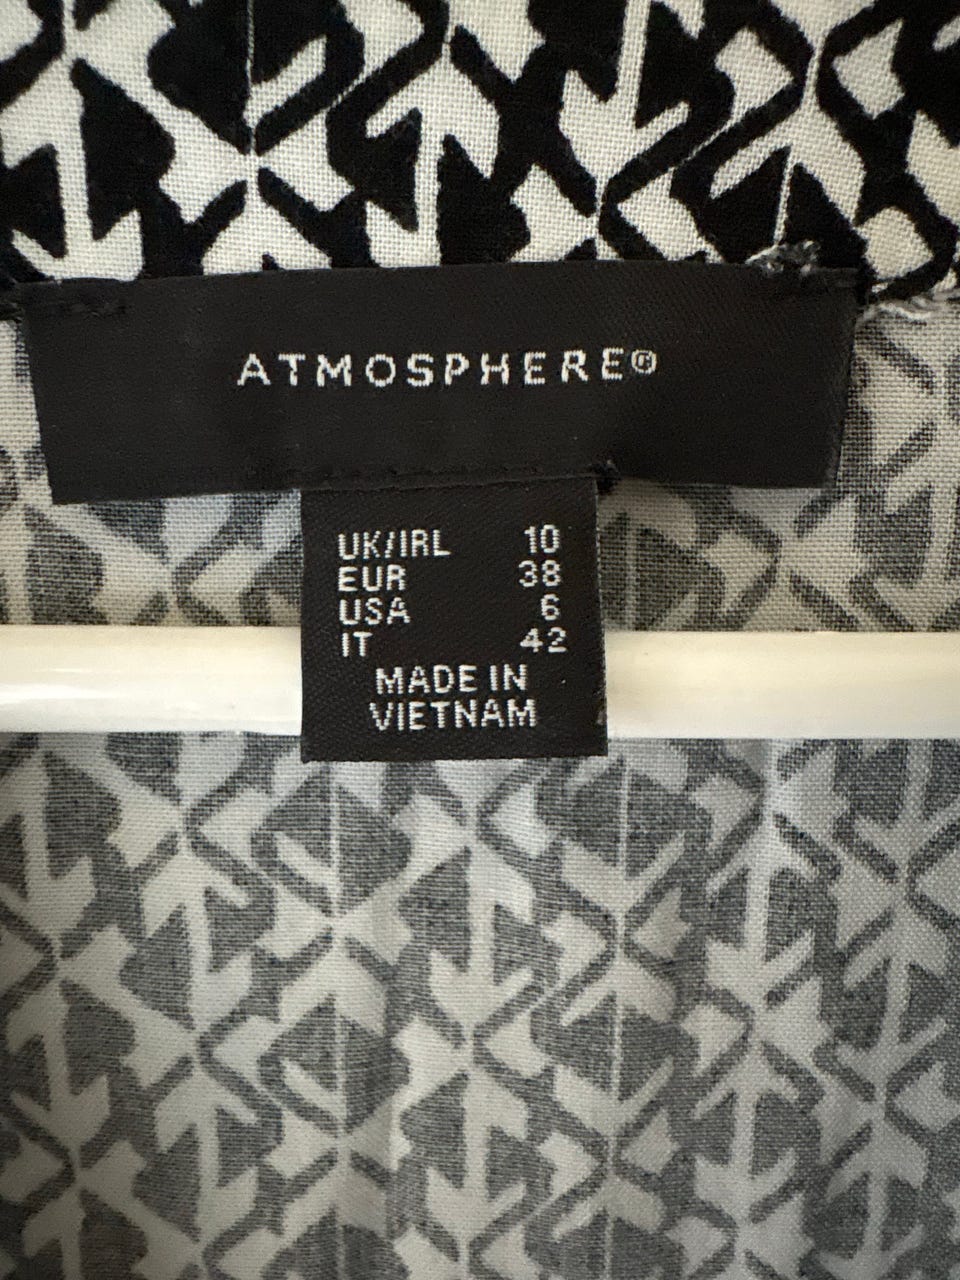 ATMOSPHERE®
UK/IRL 10
EUR 38
USA 6
IT 42
MADE IN
VIETNAM